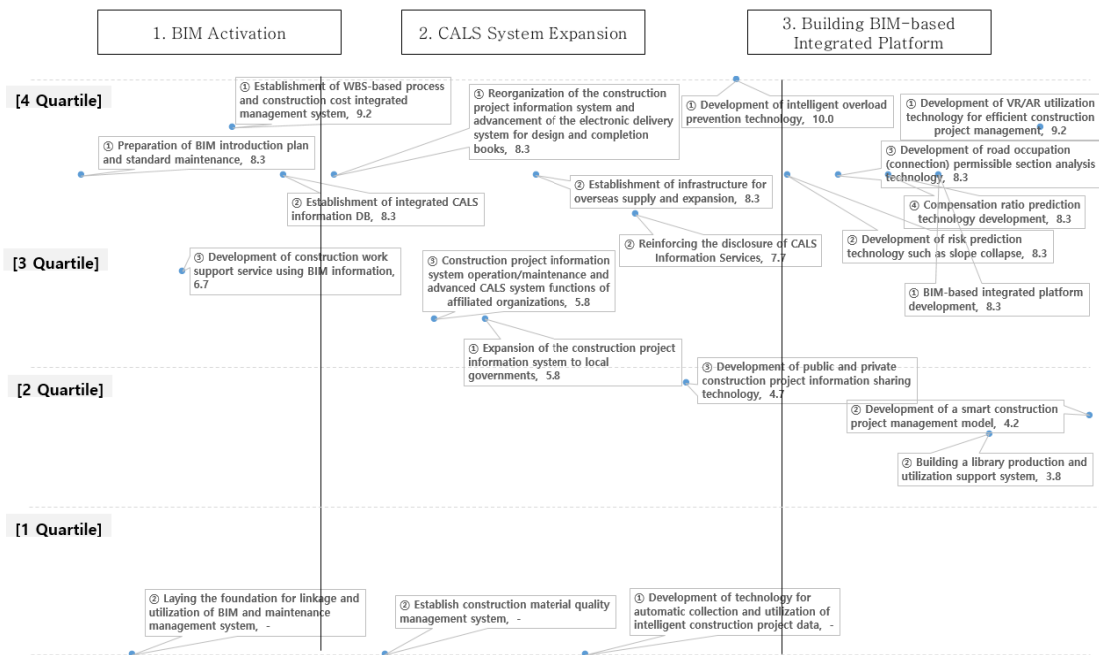 1. BIM Activation
2. CALS System Expansion
3. Building BIM-based
Integrated Platform
[4 Quartile]
① Establishment of WBS-based process
and construction cost integrated
management system, 9.2
① Preparation of BIM introduction plan
and standard maintenance, 8.3
② Establishment of integrated CALS
information DB, 8.3
① Reorganization of the construction
project information system and
advancement of the electronic delivery
system for design and completion
books, 8.3
② Establishment of infrastructure for
overseas supply and expansion, 8.3
① Development of intelligent overload
prevention technology, 10.0
① Development of VR/AR utilization
technology for efficient construction
project management, 9.2
③ Development of road occupation
(connection) permissible section analysis
technology, 8.3
④ Compensation ratio prediction
technology development, 8.3
② Development of risk prediction
technology such as slope collapse, 8.3
② Reinforcing the disclosure of CALS
Information Services, 7.7
[3 Quartile]
③ Development of construction work
support service using BIM information,
6.7
③ Construction project information
system operation/maintenance and
advanced CALS system functions of
affiliated organizations, 5.8
① BIM-based integrated platform
development, 8.3
① Expansion of the construction project
information system to local
governments, 5.8
[2 Quartile]
③ Development of public and private
construction project information sharing
technology, 4.7
② Development of a smart construction
project management model, 4.2
② Building a library production and
utilization support system, 3.8
[1 Quartile]
② Laying the foundation for linkage and
utilization of BIM and maintenance
management system, -
② Establish construction material quality
management system, -
① Development of technology for
automatic collection and utilization of
intelligent construction project data, -